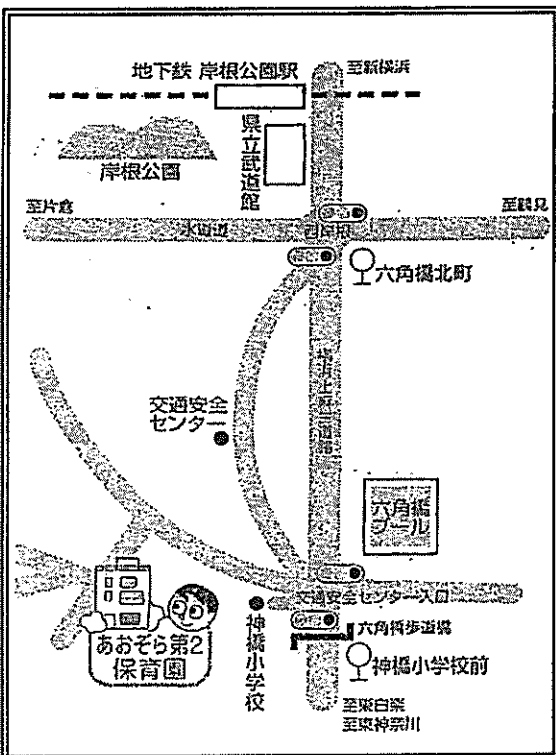 地下鉄 岸根公園駅
至新横浜
県立武道館
岸根公園
至片倉
至鶴見
水道道
六角橋北町
交通安全
センター
六角橋
プール
交通安全センター入口
あおぞら第2
保育園
神橋小学校
六角橋歩道橋
神橋小学校前
至東白楽
至東神奈川